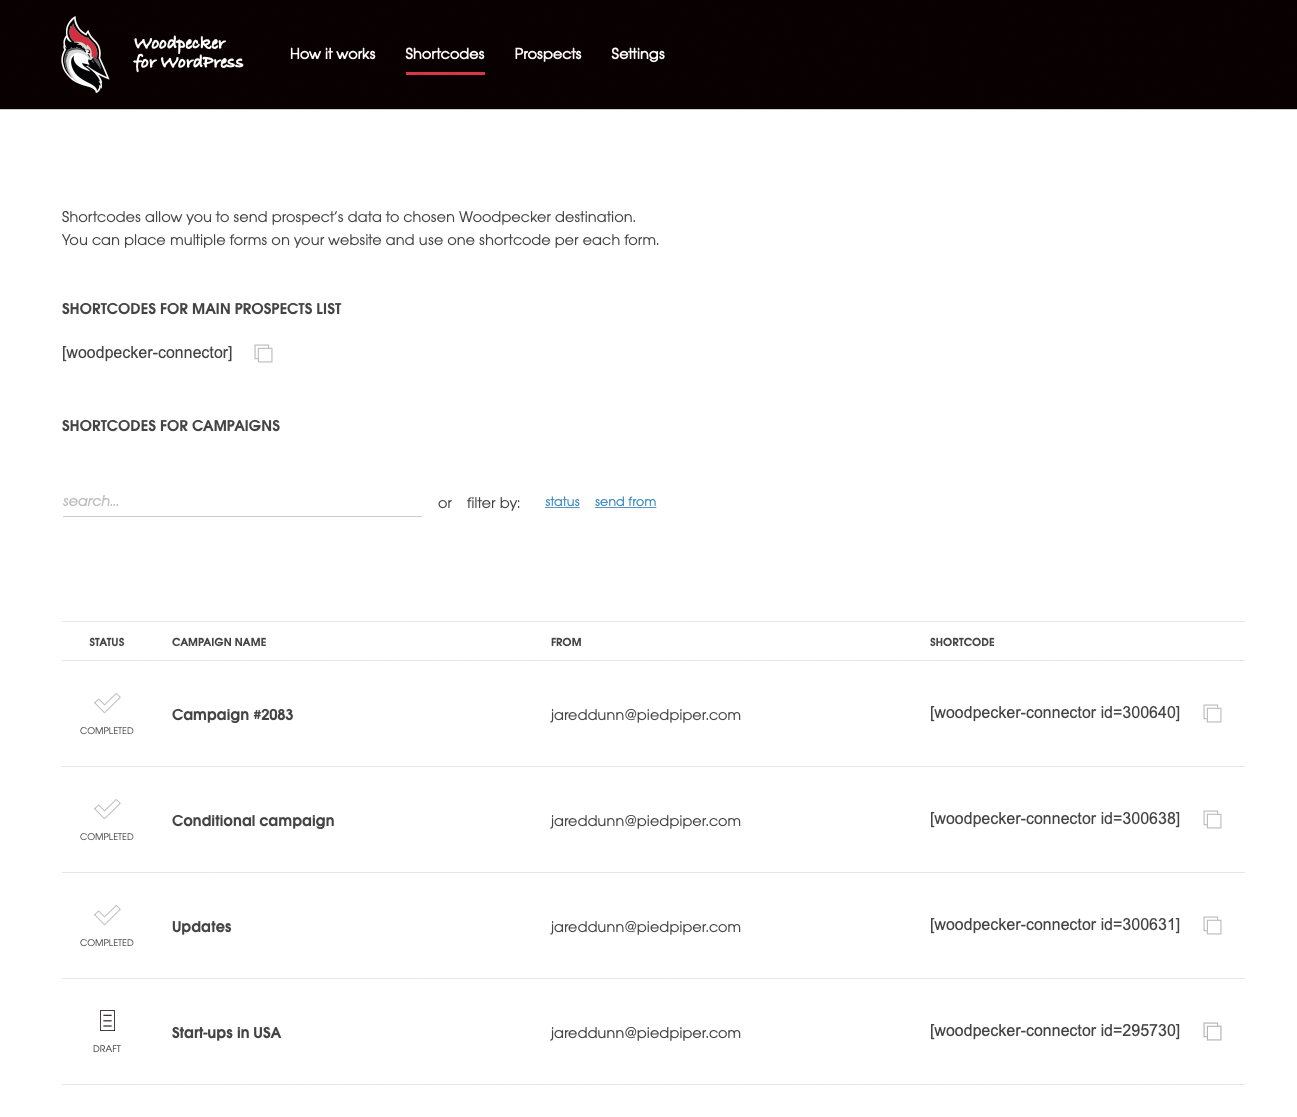 Woodpecker
for WordPress
How it works Shortcodes Prospects Settings
Shortcodes allow you to send prospect's data to chosen Woodpecker destination.
You can place multiple forms on your website and use one shortcode per each form.
SHORTCODES FOR MAIN PROSPECTS LIST
[woodpecker-connector]
SHORTCODES FOR CAMPAIGNS
search... or filter by: status send from
STATUS CAMPAIGN NAME FROM SHORTCODE
Campaign #2083 jareddunn@piedpiper.com [woodpecker-connector id=300640]
COMPLETED
Conditional campaign jareddunn@piedpiper.com [woodpecker-connector id=300638]
COMPLETED
Updates jareddunn@piedpiper.com [woodpecker-connector id=300631]
COMPLETED
Start-ups in USA jareddunn@piedpiper.com [woodpecker-connector id=295730]
DRAFT